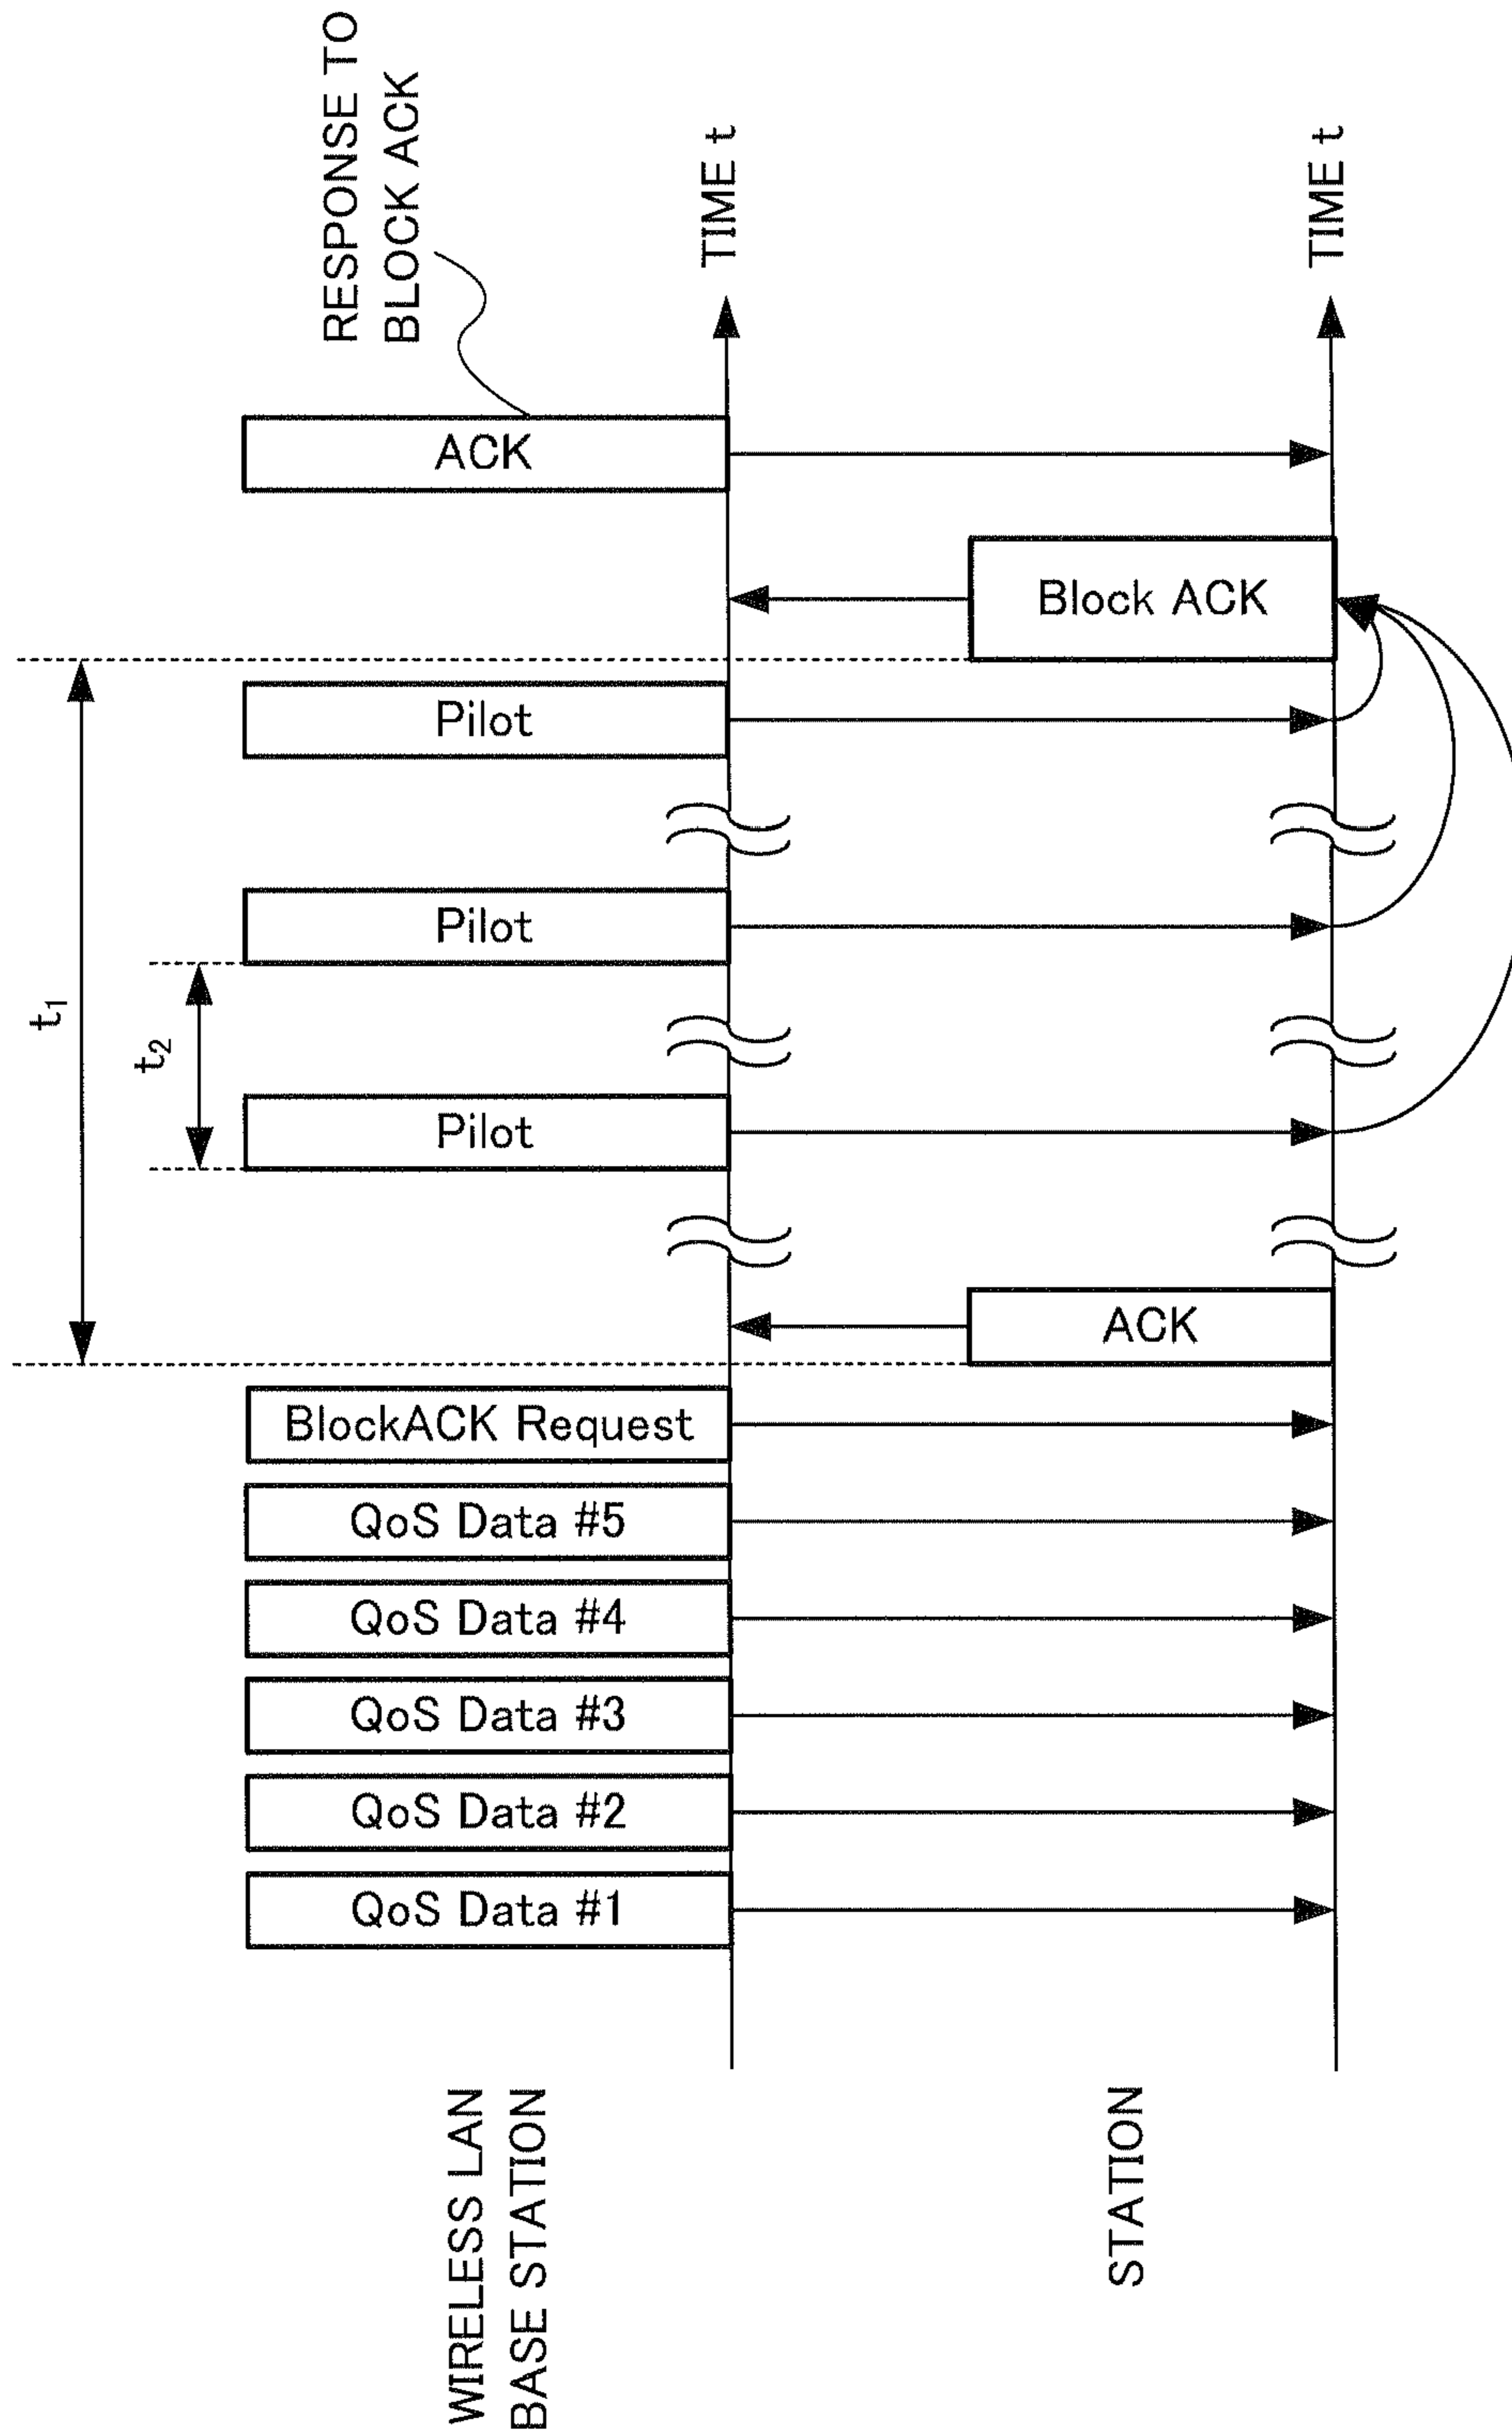 t1
t2
RESPONSE TO
BLOCK ACK
WIRELESS LAN
BASE STATION
QoS Data #1
QoS Data #2
QoS Data #3
QoS Data #4
QoS Data #5
BlockACK Request
Pilot
Pilot
Pilot
ACK
TIME t
STATION
ACK
Block ACK
TIME t